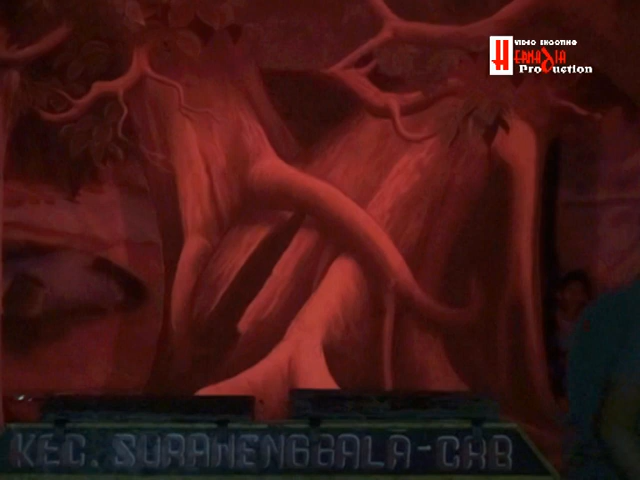 VIDEO SHOOTING
HERNADIA
Production
KEC. SURANENGGALA-CRB